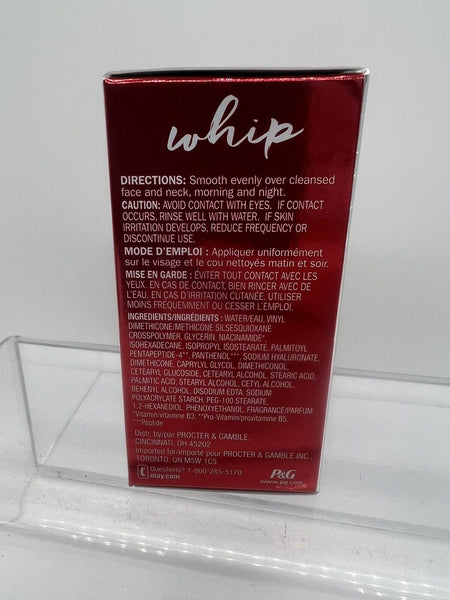 whip
DIRECTIONS: Smooth evenly over cleansed
face and neck, morning and night.
CAUTION: AVOID CONTACT WITH EYES. IF CONTACT
OCCURS, RINSE WELL WITH WATER. IF SKIN
IRRITATION DEVELOPS, REDUCE FREQUENCY OR
DISCONTINUE USE.
MODE D'EMPLOI : Appliquer uniformément
sur le visage et le cou nettoyés matin et soir.
MISE EN GARDE : ÉVITER TOUT CONTACT AVEC LES
YEUX. EN CAS DE CONTACT, BIEN RINCER AVEC DE
L'EAU. EN CAS D'IRRITATION CUTANÉE, UTILISER
MOINS FRÉQUEMMENT OU CESSER L'EMPLOI.
INGREDIENTS/INGRÉDIENTS : WATER/EAU, VINYL
DIMETHICONE/METHICONE SILSESQUIOXANE
CROSSPOLYMER, GLYCERIN, NIACINAMIDE*,
ISOHEXADECANE, ISOPROPYL ISOSTEARATE, PALMITOYL
PENTAPEPTIDE-4**, PANTHENOL***, SODIUM HYALURONATE,
DIMETHICONE, CAPRYLYL GLYCOL, DIMETHICONOL,
CETEARYL GLUCOSIDE, CETEARYL ALCOHOL, STEARIC ACID,
PALMITIC ACID, STEARYL ALCOHOL, CETYL ALCOHOL,
BEHENYL ALCOHOL, DISODIUM EDTA, SODIUM
POLYACRYLATE STARCH, PEG-100 STEARATE,
1,2-HEXANEDIOL, PHENOXYETHANOL, FRAGRANCE/PARFUM
*Vitamin/vitamine B3. **Pro-Vitamin/provitamine B5.
***Peptide
Distr. by/par PROCTER & GAMBLE,
CINCINNATI, OH 45202
Imported for/Importé pour PROCTER & GAMBLE INC.,
TORONTO, ON M5W 1C5
Questions? 1-800-285-5170
olay.com
P&G
www.pg.com